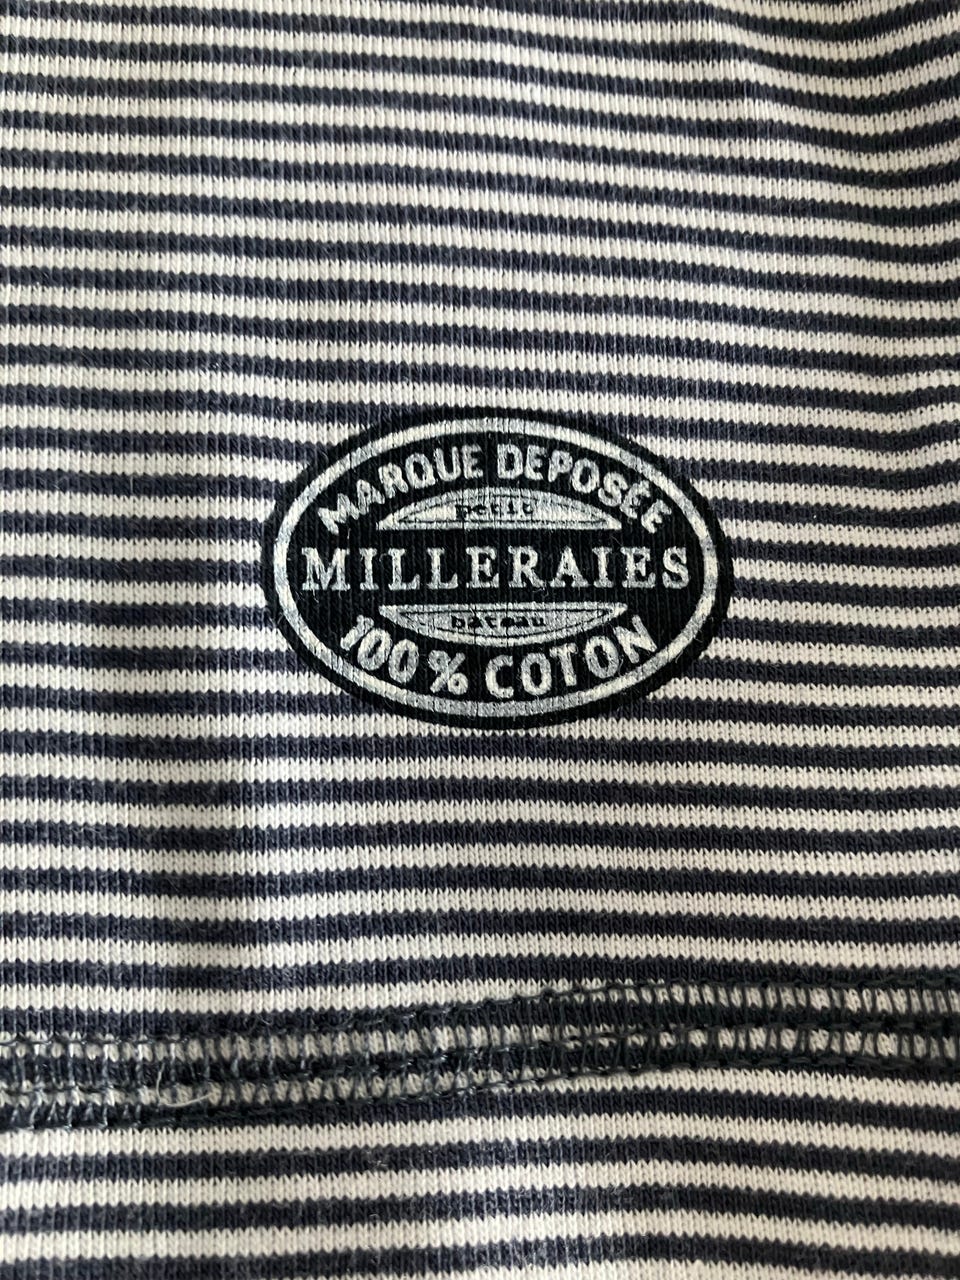 MARQUE DEPOSÉE
petit
MILLERAIES
bateau
100% COTON